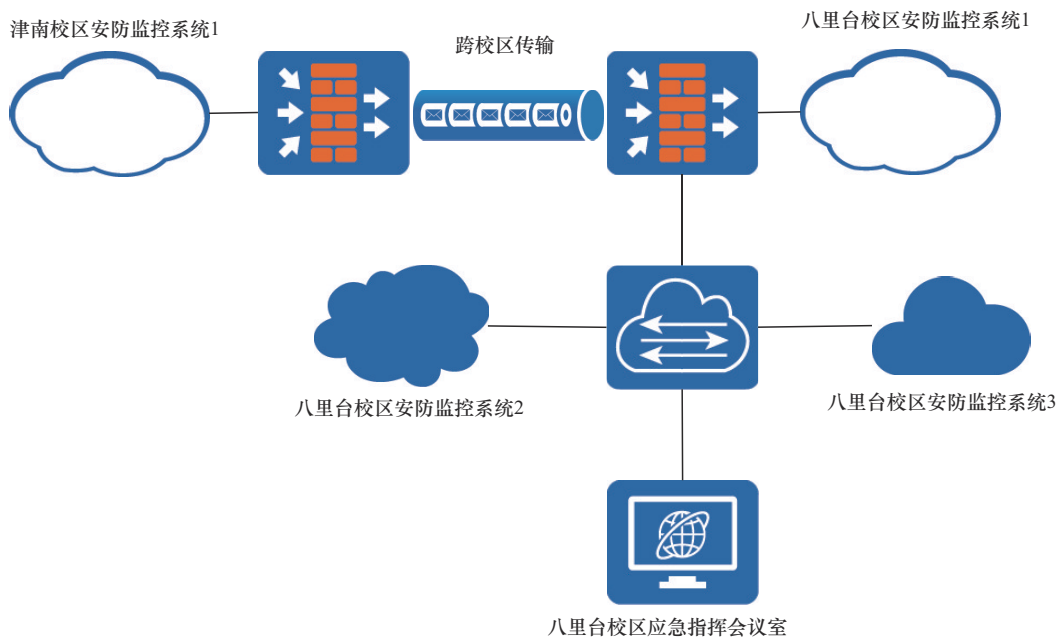 津南校区安防监控系统1
八里台校区安防监控系统1
跨校区传输
八里台校区安防监控系统2
八里台校区安防监控系统3
八里台校区应急指挥会议室